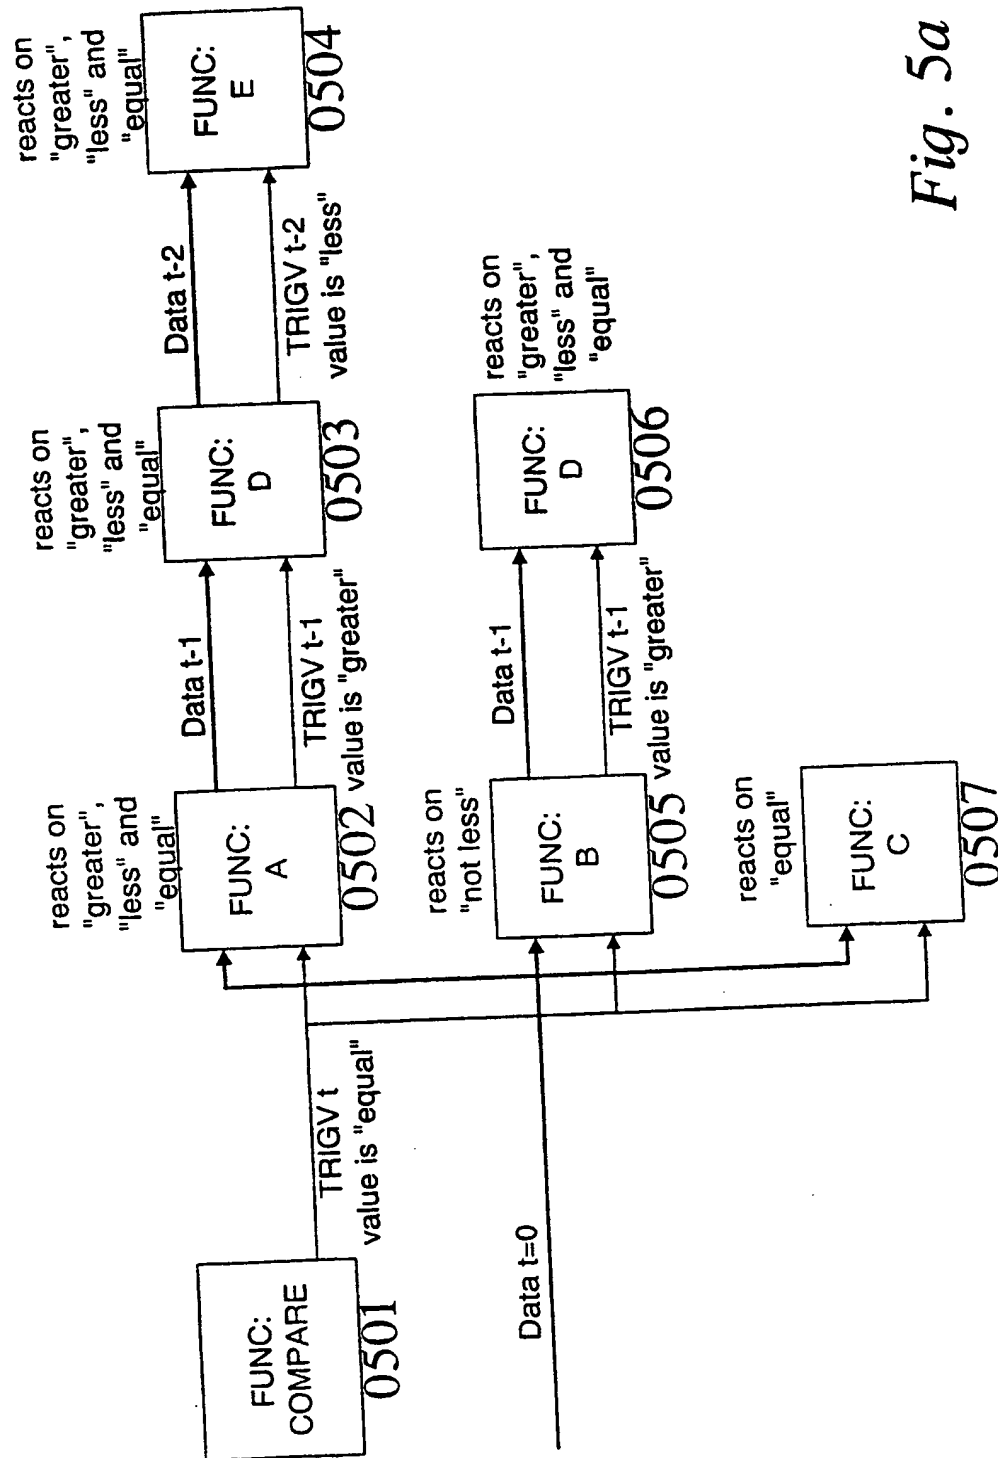 FUNC:
COMPARE
0501
TRIGV t
value is "equal"
Data t=0
reacts on
"greater",
"less" and
"equal"
FUNC:
A
0502
Data t-1
TRIGV t-1
value is "greater"
reacts on
"greater",
"less" and
"equal"
FUNC:
D
0503
Data t-2
TRIGV t-2
value is "less"
reacts on
"greater",
"less" and
"equal"
FUNC:
E
0504
reacts on
"not less"
FUNC:
B
0505
Data t-1
TRIGV t-1
value is "greater"
reacts on
"greater",
"less" and
"equal"
FUNC:
D
0506
reacts on
"equal"
FUNC:
C
0507
Fig. 5a